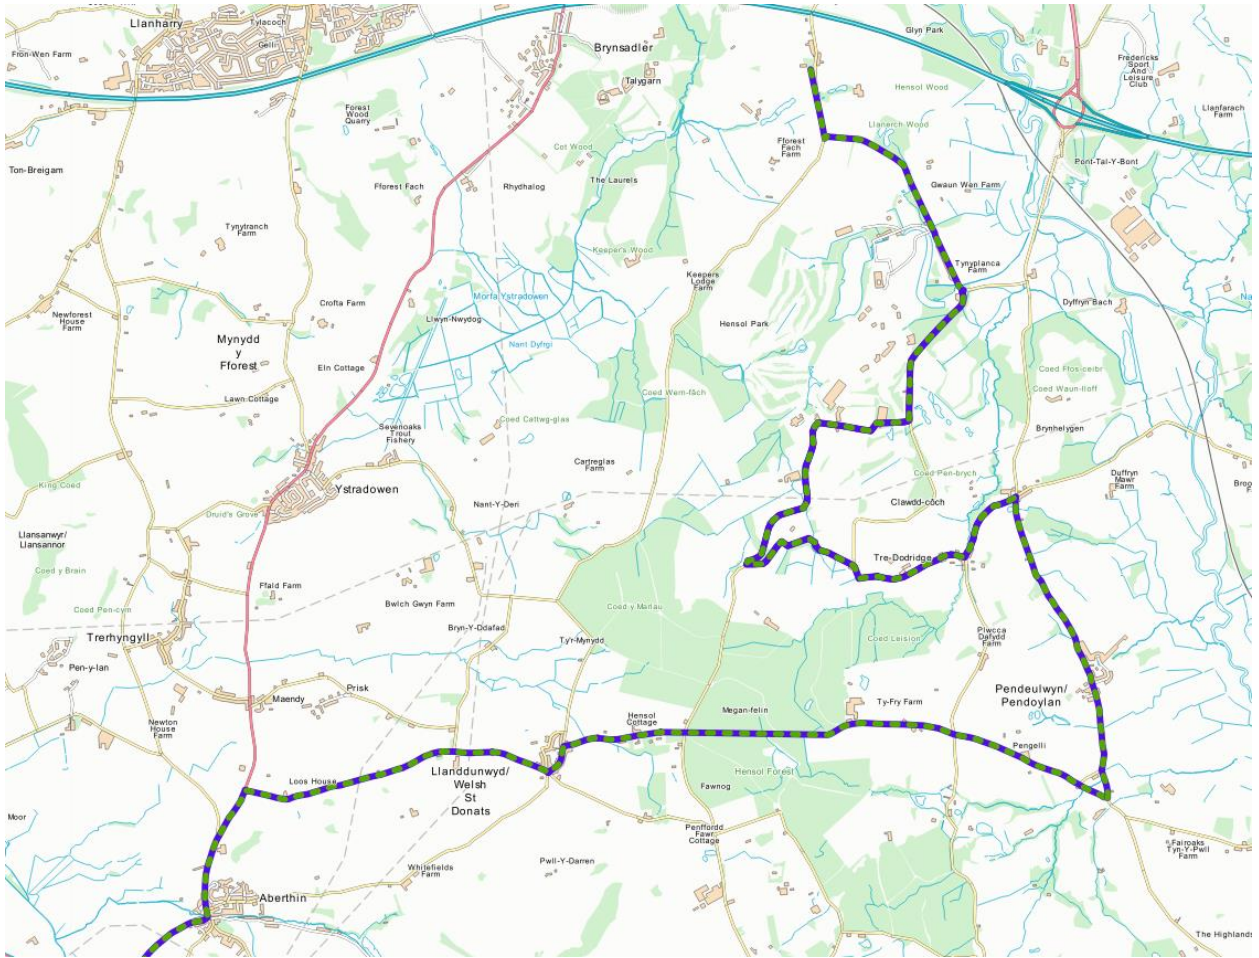 Llanharry
Tylacoch
Gelli
Fron-Wen Farm
Brynsadler
Talygarn
Glyn Park
Fredericks
Sport
And
Leisure
Club
Hensol Wood
Llanfarach
Farm
Forest
Wood
Quarry
Llanerch Wood
Cot Wood
Fforest
Fach
Farm
Pont-Tal-Y-Bont
Ton-Breigam
Fforest Fach
Rhydhalog
The Laurels
Gwaun Wen Farm
Tynytranch
Farm
Keeper's Wood
Tynyplanca
Farm
Keepers
Lodge
Farm
Morfa Ystradowen
Crofta Farm
Llwyn-Nwydog
Dyffryn Bach
Na
Newforest
House
Farm
Hensol Park
Mynydd
y
Fforest
Nant Dyfrgi
Eln Cottage
Coed Ffos-ceibr
Coed Waun-lloff
Coed Wern-fâch
Lawn Cottage
Coed Cattwg-glas
Sevenoaks
Trout
Fishery
Brynhelygen
Cartreglas
Farm
Coed Pen-brych
Duffryn
Mawr
Farm
King Coed
Ystradowen
Bro
Nant-Y-Deri
Clawdd-côch
Druid's Grove
Llansanwyr/
Llansannor
Tre-Dodridge
Coed y Brain
Ffald Farm
Coed Pen-cym
Bwlch Gwyn Farm
Coed y Marlau
Bryn-Y-Ddafad
Trerhyngyll
Ty'r-Mynydd
Coed Leision
Plwcca
Dafydd
Farm
Pen-y-lan
Prisk
Maendy
Pendeulwyn/
Pendoylan
Ty-Fry Farm
Megan-felin
Hensol
Cottage
Newton
House
Farm
Pengelli
Loos House
Llanddunwyd/
Welsh
St
Donats
Hensol Forest
Fawnog
Moor
Penffordd
Fawr
Cottage
Fairoaks
Tyn-Y-Pwll
Farm
Pwll-Y-Darren
Whitefields
Farm
Aberthin
The Highlands